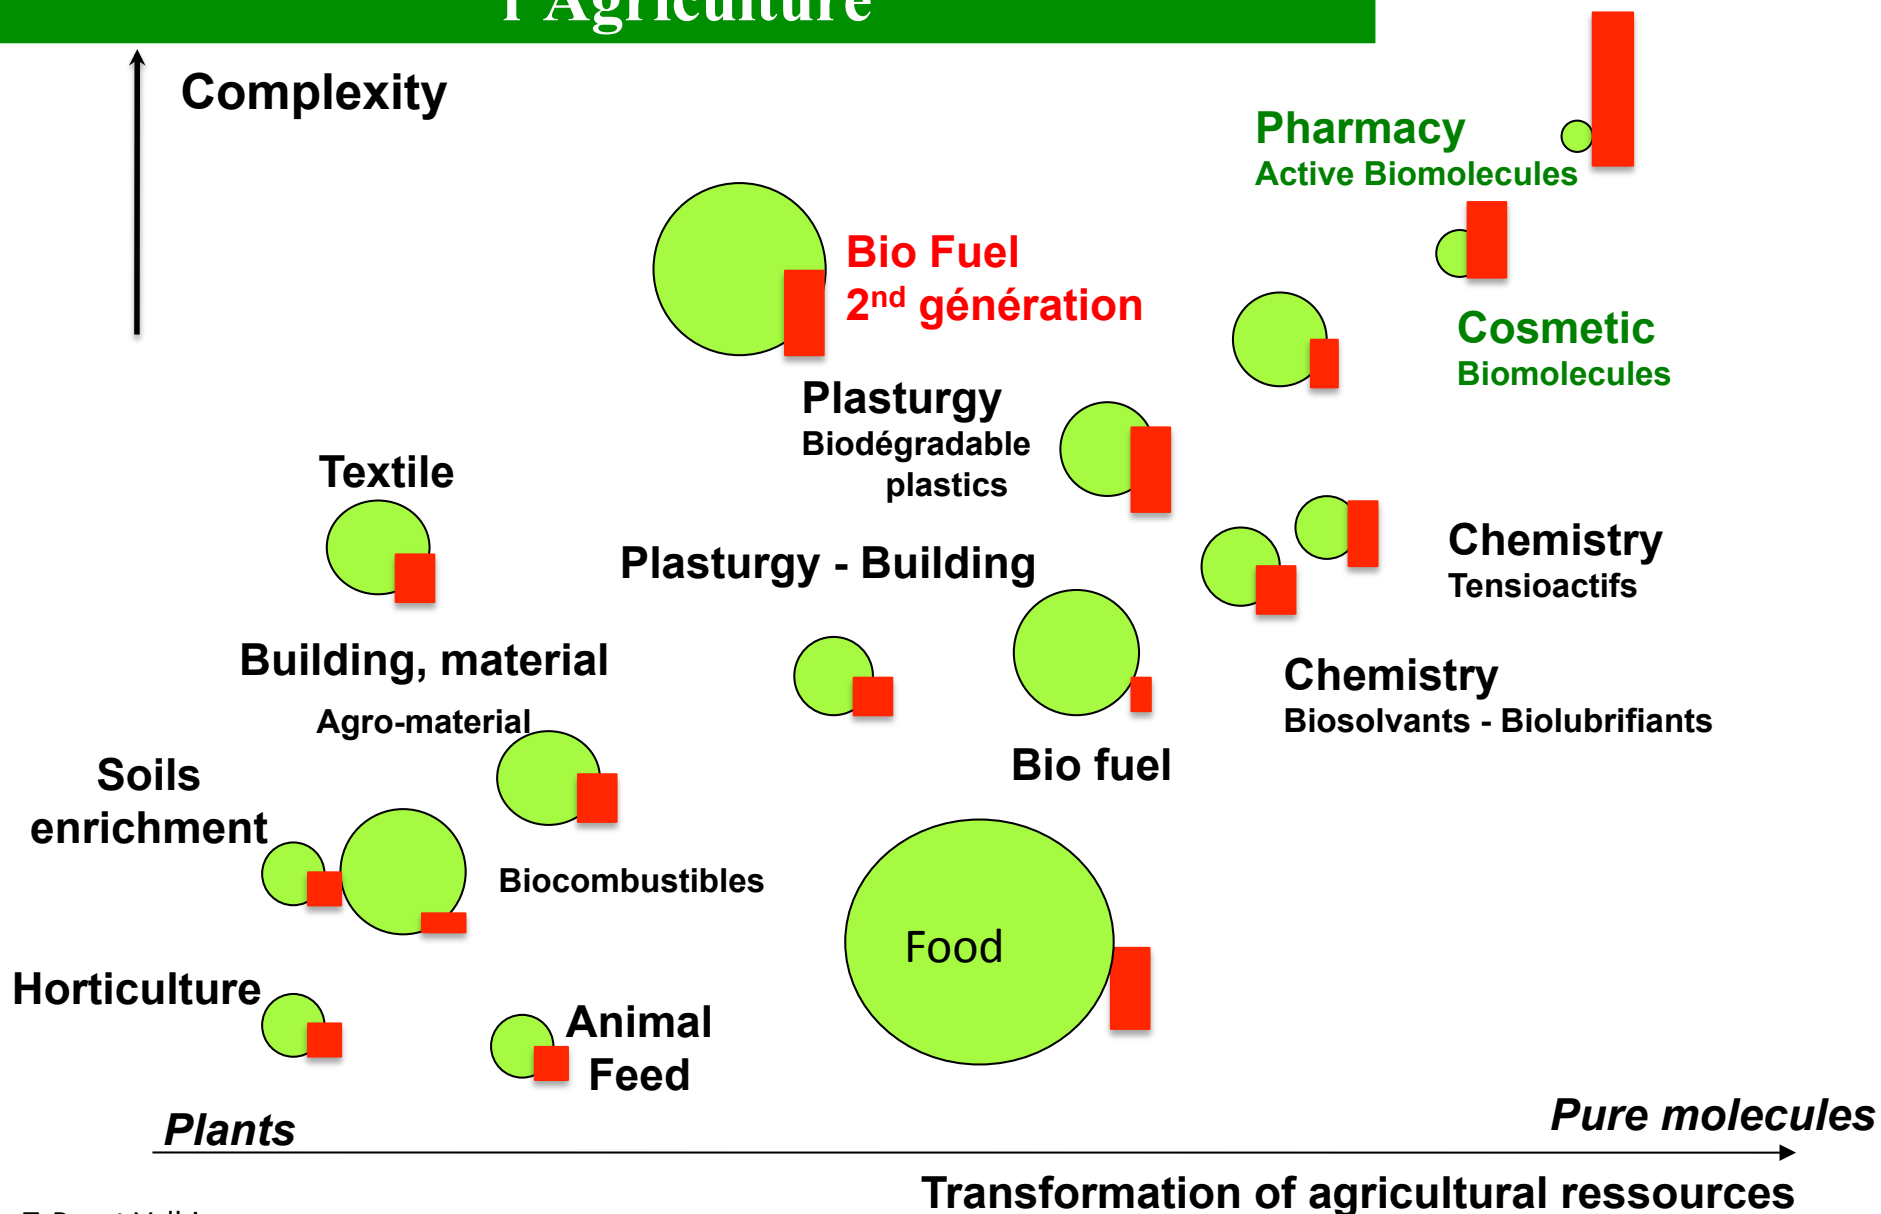 Agriculture
Complexity
Pharmacy
Active Biomolecules
Bio Fuel
2nd génération
Cosmetic
Biomolecules
Plasturgy
Biodégradable
plastics
Textile
Plasturgy - Building
Chemistry
Tensioactifs
Building, material
Agro-material
Chemistry
Biosolvants - Biolubrifiants
Bio fuel
Soils
enrichment
Biocombustibles
Food
Horticulture
Animal
Feed
Plants
Pure molecules
Transformation of agricultural ressources